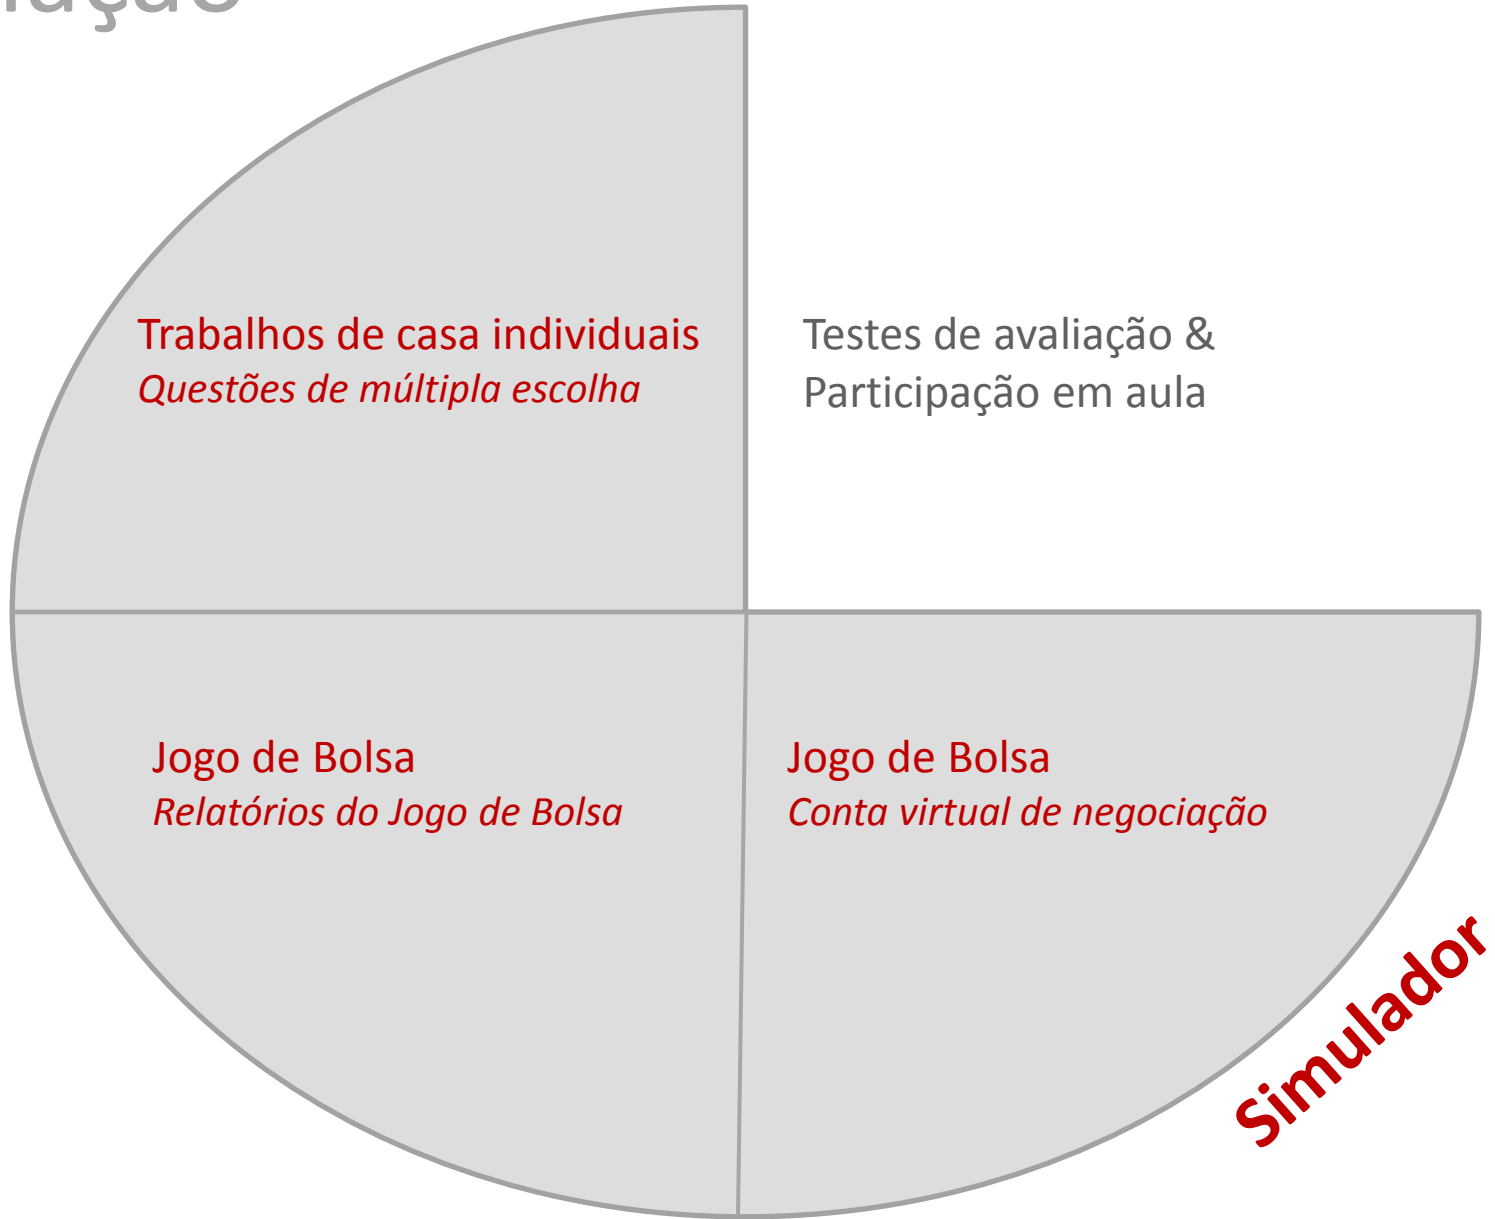 Trabalhos de casa individuais
Questões de múltipla escolha
Testes de avaliação &
Participação em aula
Jogo de Bolsa
Relatórios do Jogo de Bolsa
Jogo de Bolsa
Conta virtual de negociação
Simulador